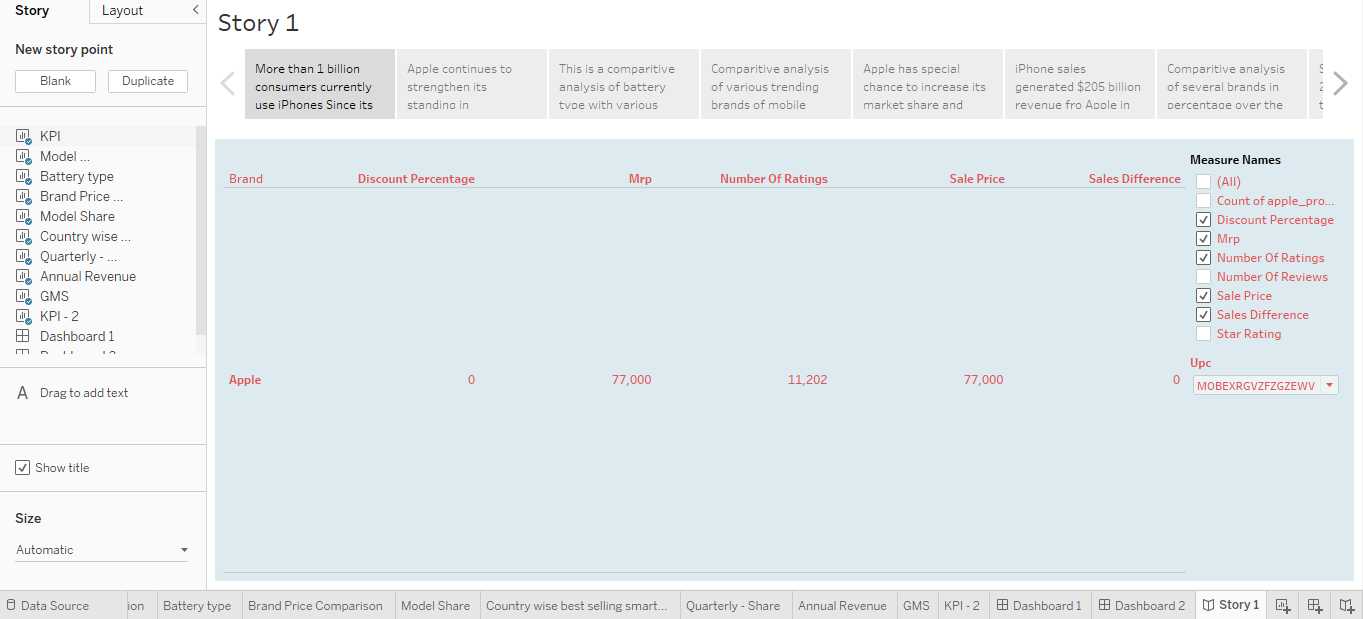 Story
Layout
New story point
Blank
Duplicate
KPI
Model ...
Battery type
Brand Price ...
Model Share
Country wise ...
Quarterly - ...
Annual Revenue
GMS
KPI - 2
Dashboard 1
A Drag to add text
Show title
Size
Automatic
Story 1
More than 1 billion
consumers currently
use iPhones Since its
Apple continues to
strengthen its
standing in
This is a comparitive
analysis of battery
type with various
Comparitive analysis
of various trending
brands of mobile
Apple has special
chance to increase its
market share and
iPhone sales
generated $205 billion
revenue fro Apple in
Comparitive analysis
of several brands in
percentage over the
Brand Discount Percentage Mrp Number Of Ratings Sale Price Sales Difference
Apple 0 77,000 11,202 77,000 0
Measure Names
(All)
Count of apple_pro...
Discount Percentage
Mrp
Number Of Ratings
Number Of Reviews
Sale Price
Sales Difference
Star Rating
Upc
MOBEXRGVZFZGZEWV
Data Source ion Battery type Brand Price Comparison Model Share Country wise best selling smart... Quarterly - Share Annual Revenue GMS KPI - 2 Dashboard 1 Dashboard 2 Story 1